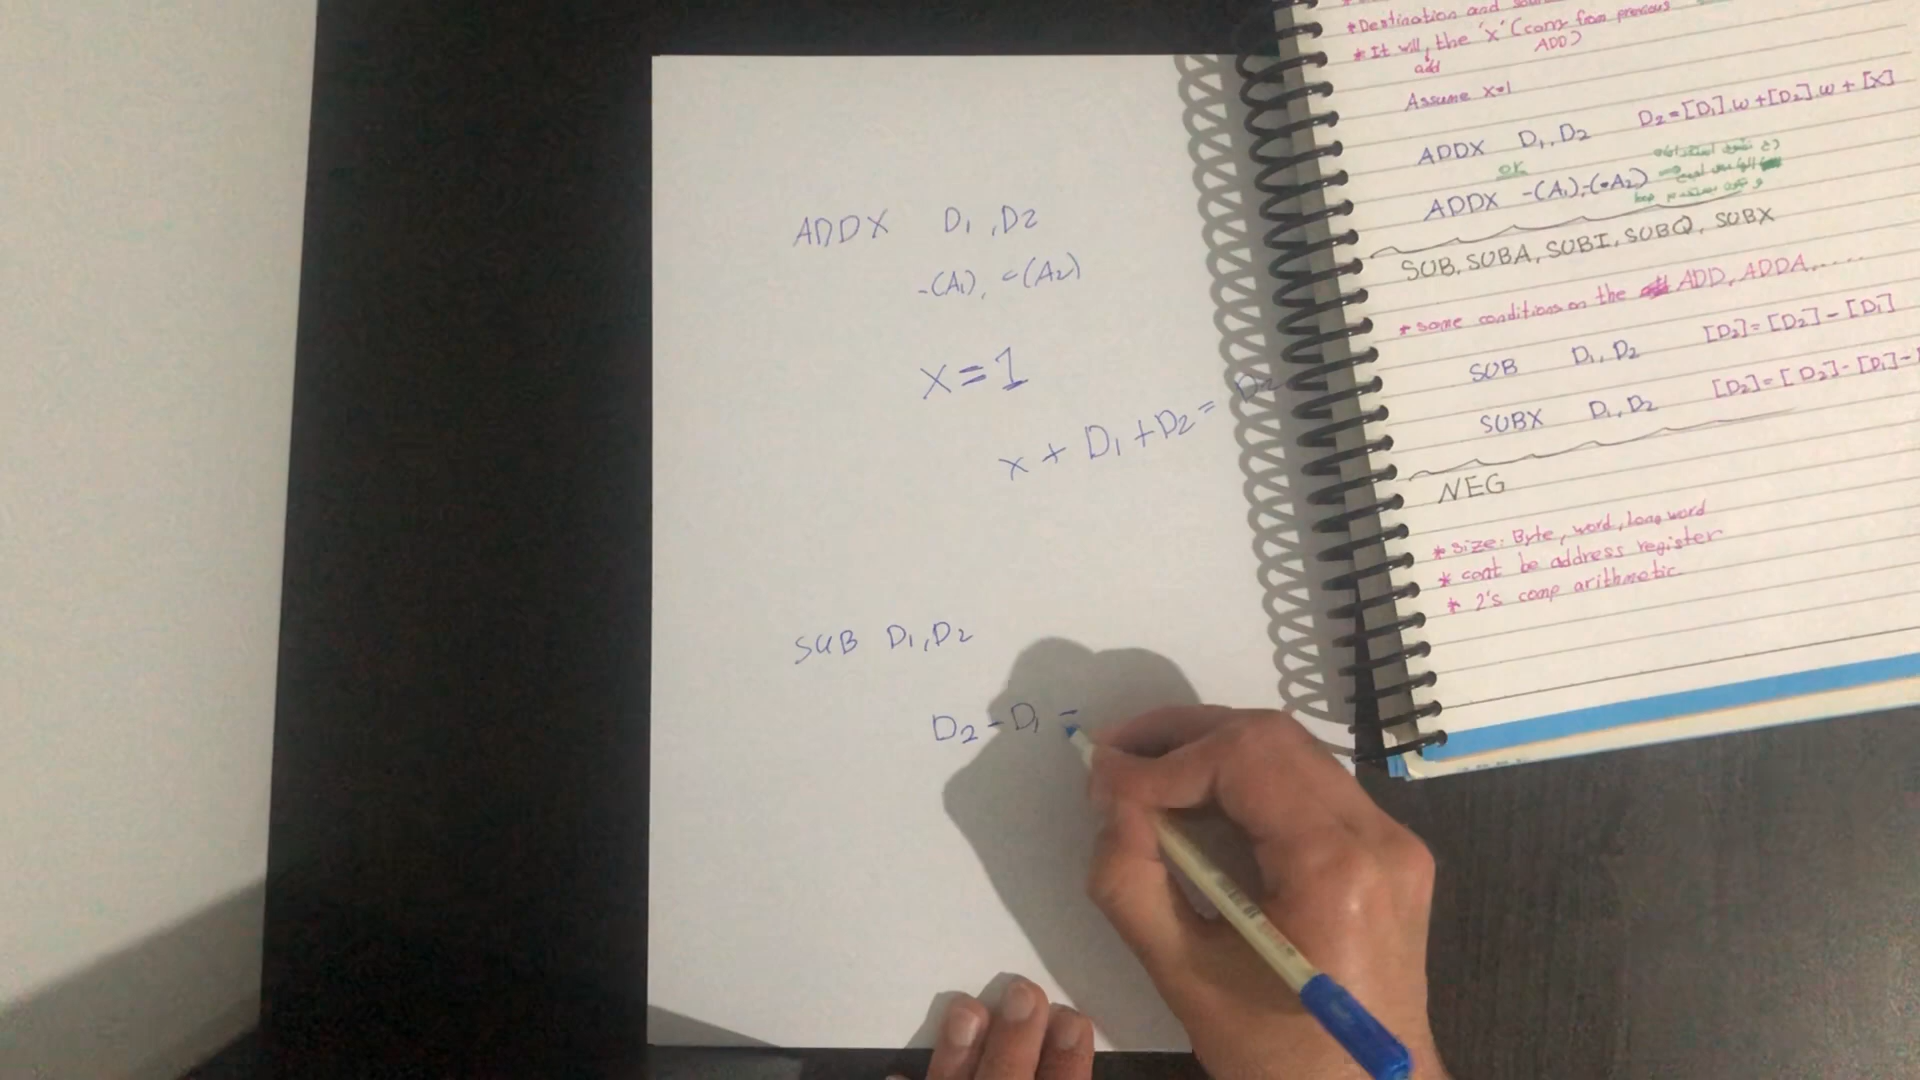 ADDX D1, D2
-(A1), -(A2)
X=1
X + D1 + D2 = D2
SUB D1, D2
D2 - D1 =
*Destination and
*It will, the 'x' (carry from previous
add ADD)
Assume X=1
ADDX D1, D2 D2=[D1].W+[D2].W+[X]
OR
ADDX -(A1), -(A2)
SUB, SUBA, SUBI, SUBQ, SUBX
* same conditions on the ADD, ADDA,.....
SUB D1, D2 [D2]=[D2]-[D1]
SUBX D1, D2 [D2]=[D2]-[D1]-
NEG
* size: Byte, word, long word
* cant be address register
* 2's comp arithmetic